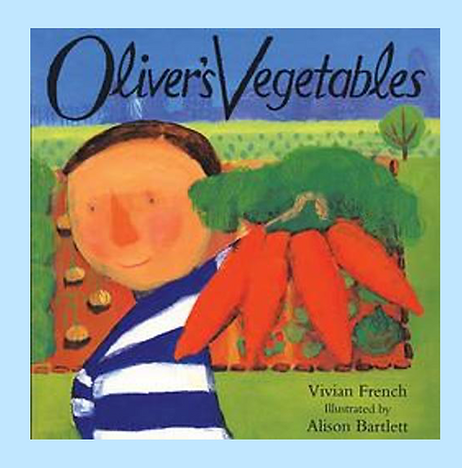 Oliver's Vegetables
Vivian French
Illustrated by
Alison Bartlett